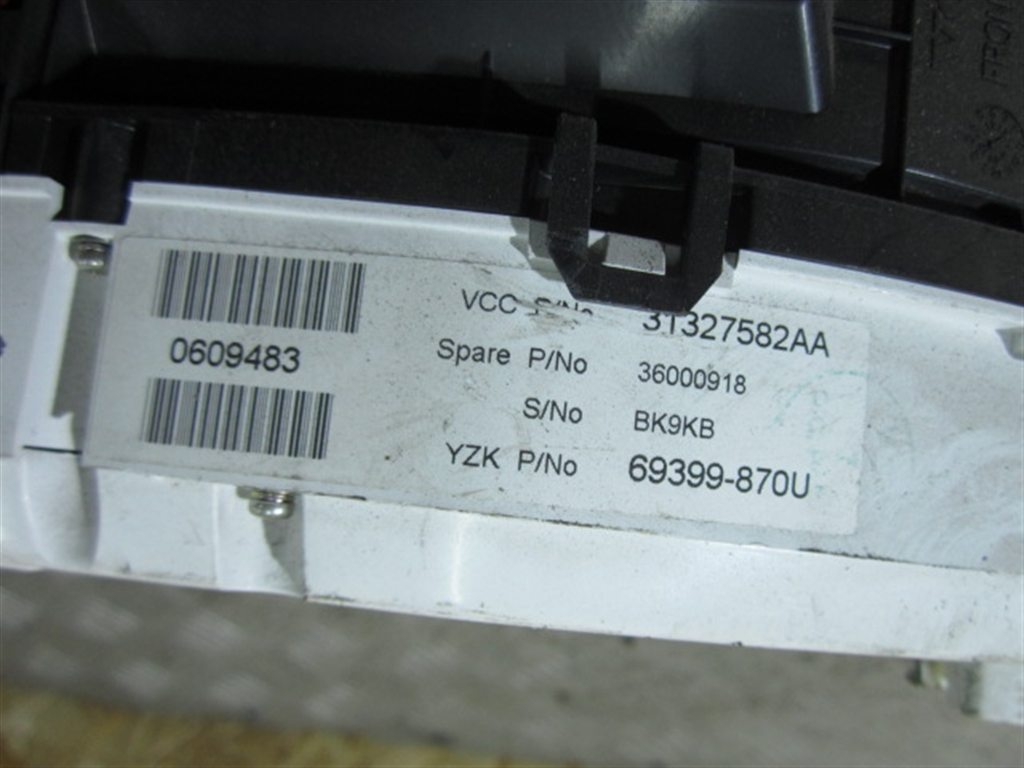 VCC S/No 31327582AA
0609483
Spare P/No 36000918
S/No BK9KB
YZK P/No 69399-870U